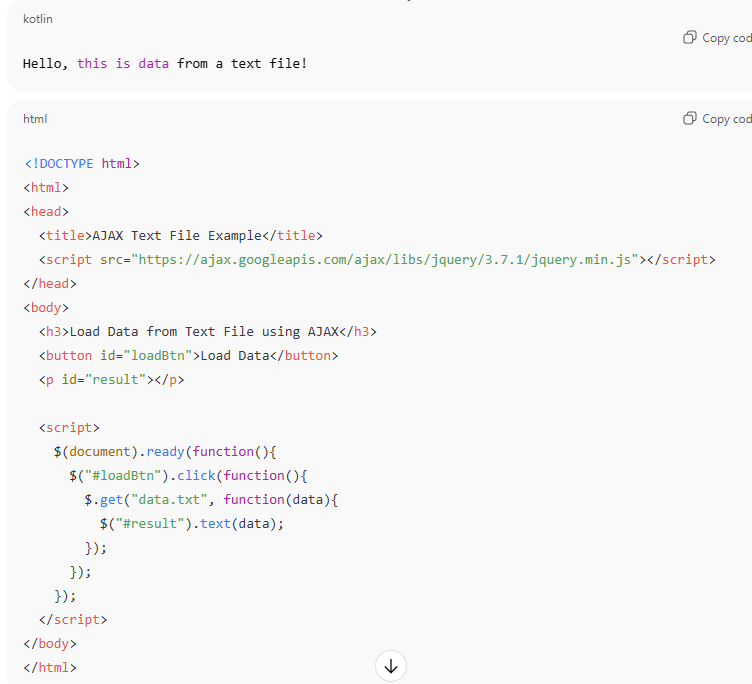 kotlin
Copy cod
Hello, this is data from a text file!
html
Copy cod
<!DOCTYPE html>
<html>
<head>
  <title>AJAX Text File Example</title>
  <script src="https://ajax.googleapis.com/ajax/libs/jquery/3.7.1/jquery.min.js"></script>
</head>
<body>
  <h3>Load Data from Text File using AJAX</h3>
  <button id="loadBtn">Load Data</button>
  <p id="result"></p>

  <script>
    $(document).ready(function(){
      $("#loadBtn").click(function(){
        $.get("data.txt", function(data){
          $("#result").text(data);
        });
      });
    });
  </script>
</body>
</html>